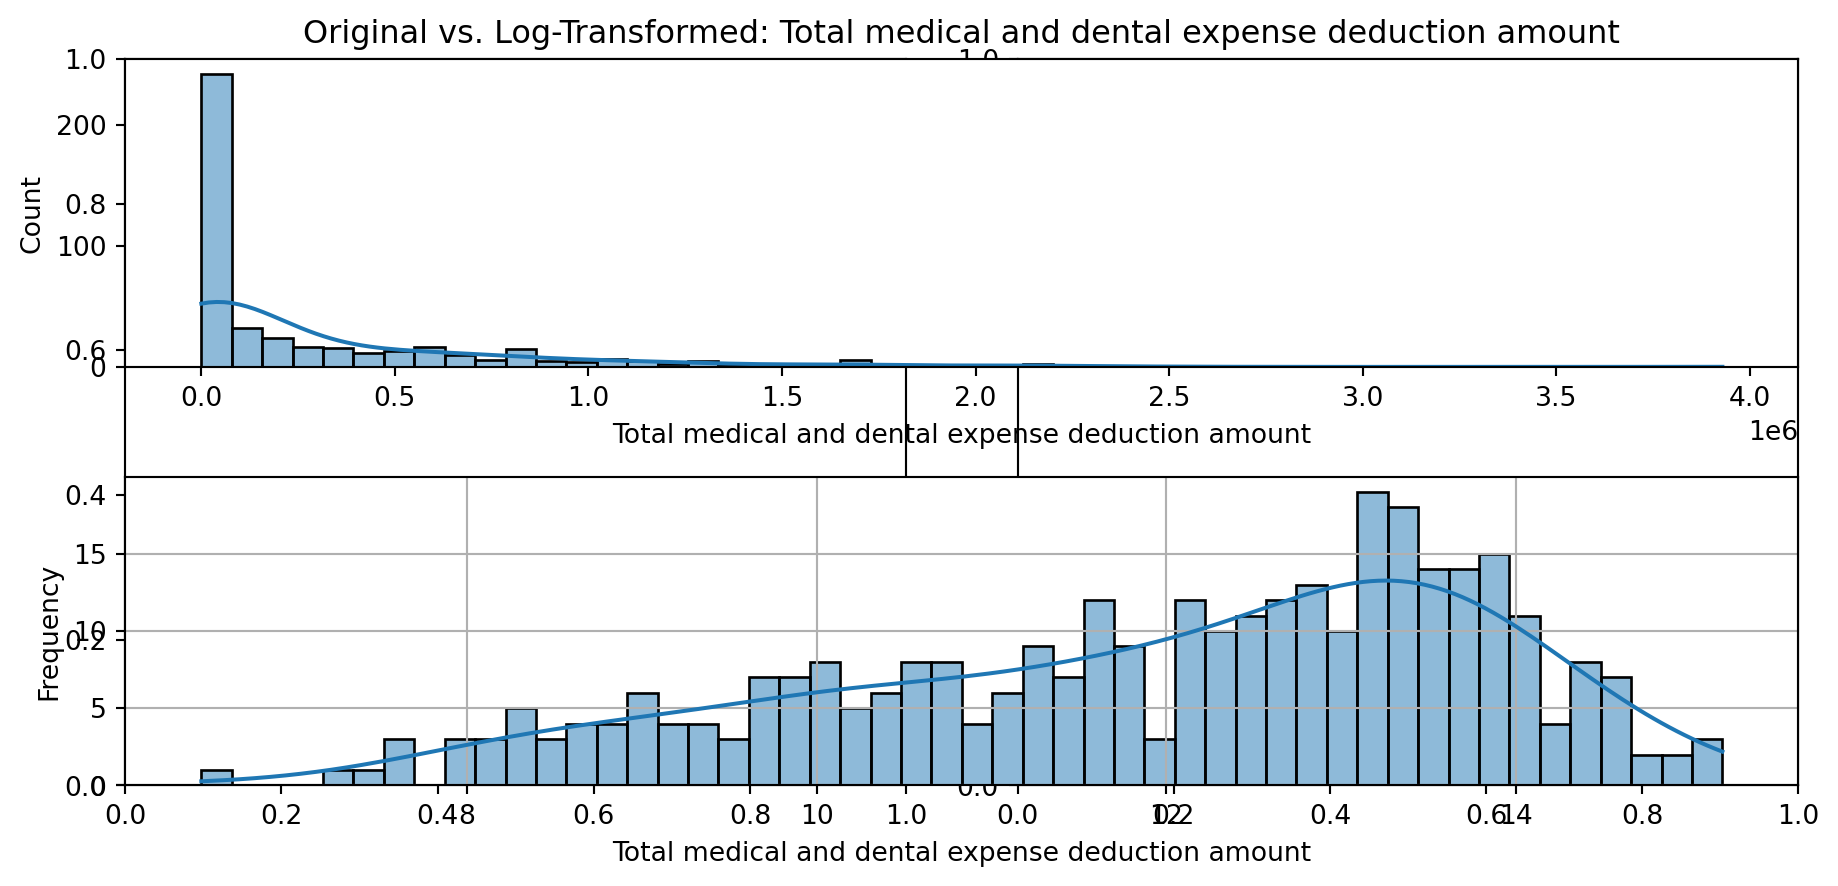 Original vs. Log-Transformed: Total medical and dental expense deduction amount
1.0
1.0
200
Count
0.8
100
0.6
0
0.0 0.5 1.0 1.5 2.0 2.5 3.0 3.5 4.0
Total medical and dental expense deduction amount
1e6
0.4
15
Frequency
10
0.2
5
0.0
0
0.0
0.0 0.2 0.4 8 0.6 0.8 10 1.0 0.0 12 0.2 0.4 0.6 14 0.8 1.0
Total medical and dental expense deduction amount